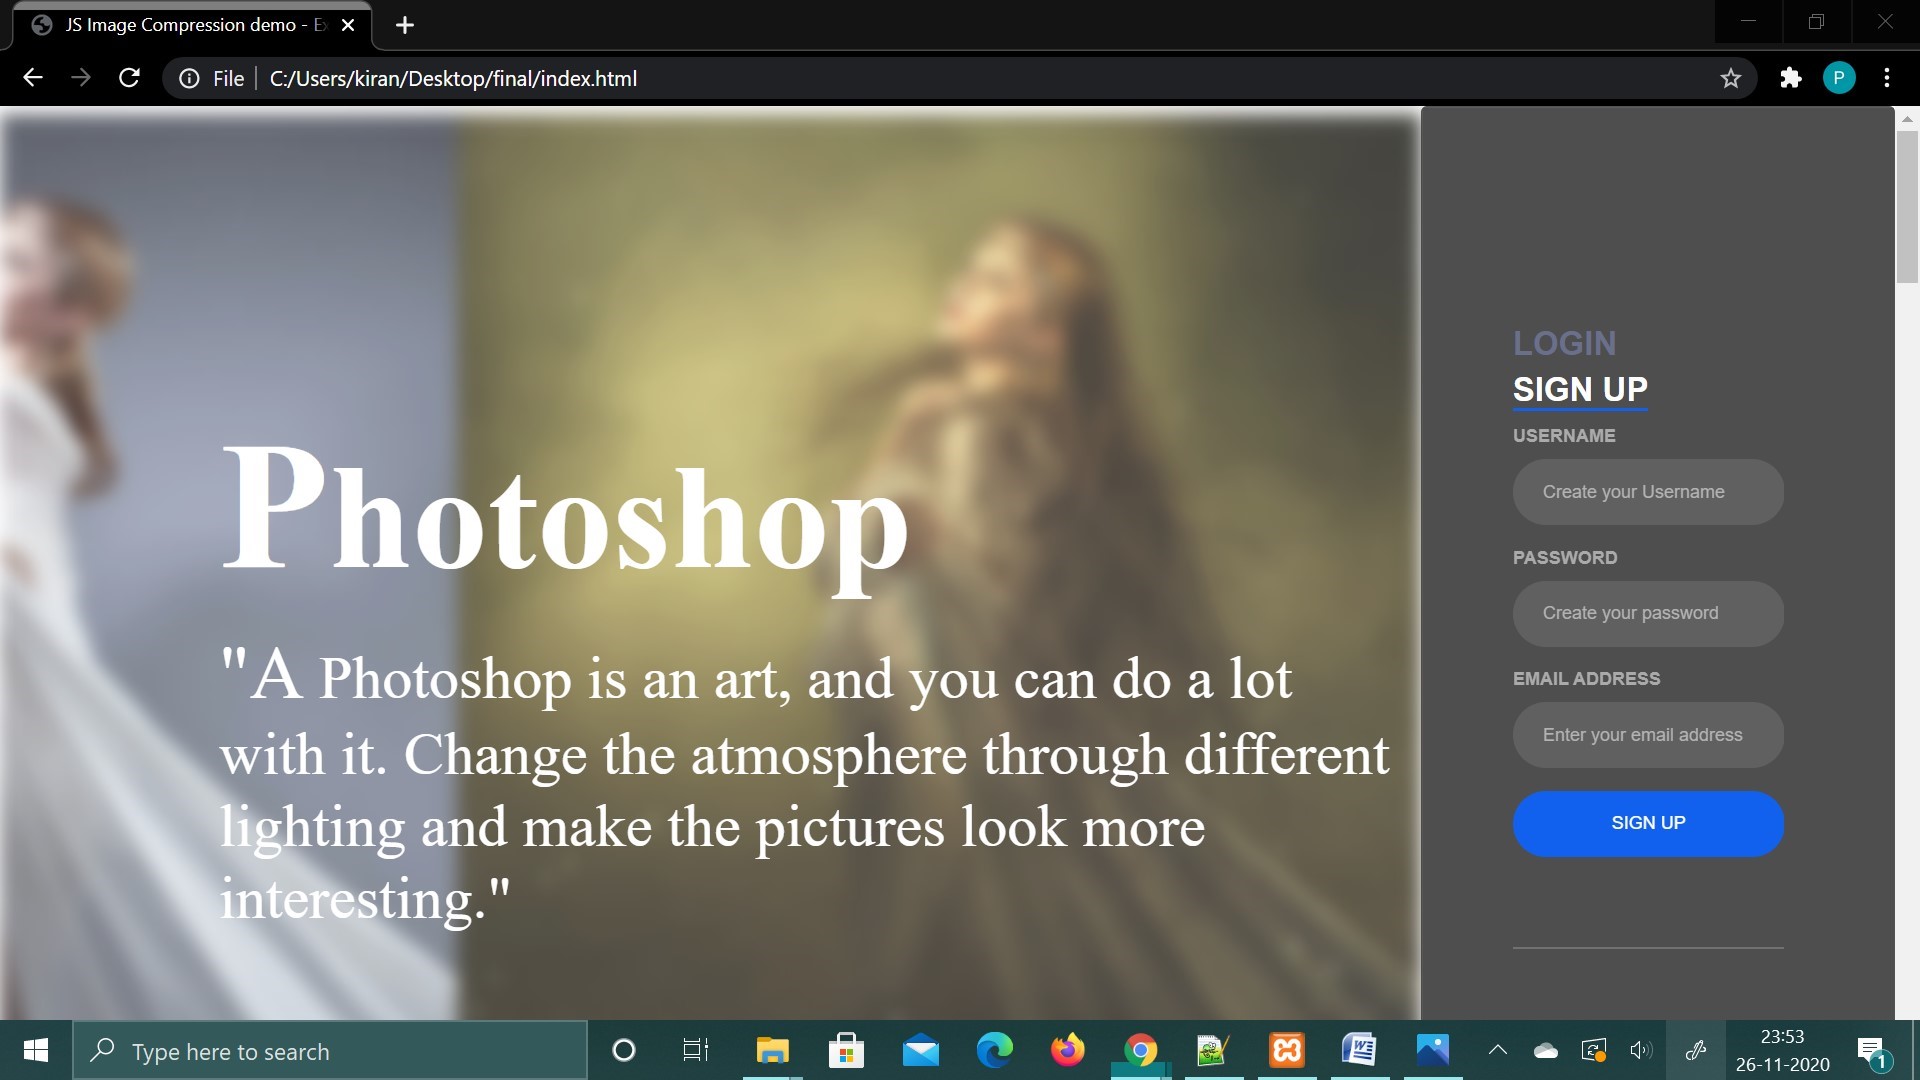 JS Image Compression demo - Ex
File C:/Users/kiran/Desktop/final/index.html
P
Photoshop
"A Photoshop is an art, and you can do a lot
with it. Change the atmosphere through different
lighting and make the pictures look more
interesting."
LOGIN
SIGN UP
USERNAME
Create your Username
PASSWORD
Create your password
EMAIL ADDRESS
Enter your email address
SIGN UP
Type here to search
23:53
26-11-2020
1